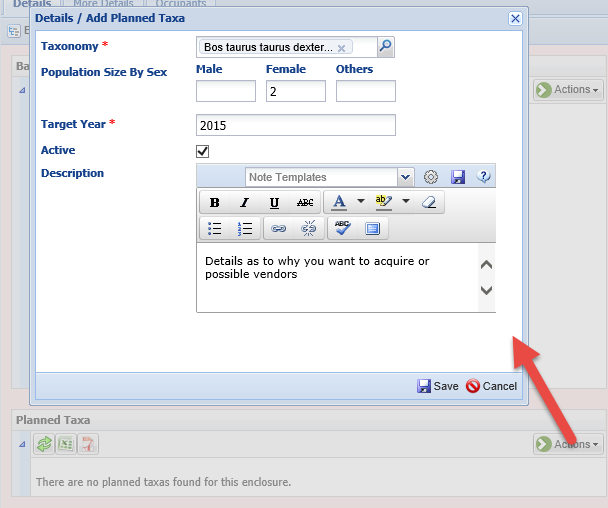 Details More Details Occupants
Details / Add Planned Taxa
Taxonomy *
Bos taurus taurus dexter...
Population Size By Sex
Male Female Others
2
Target Year *
2015
Active
Description
Note Templates
B I U ABC A ab
ABC
Details as to why you want to acquire or
possible vendors
Save Cancel
Actions
Planned Taxa
Actions
There are no planned taxas found for this enclosure.